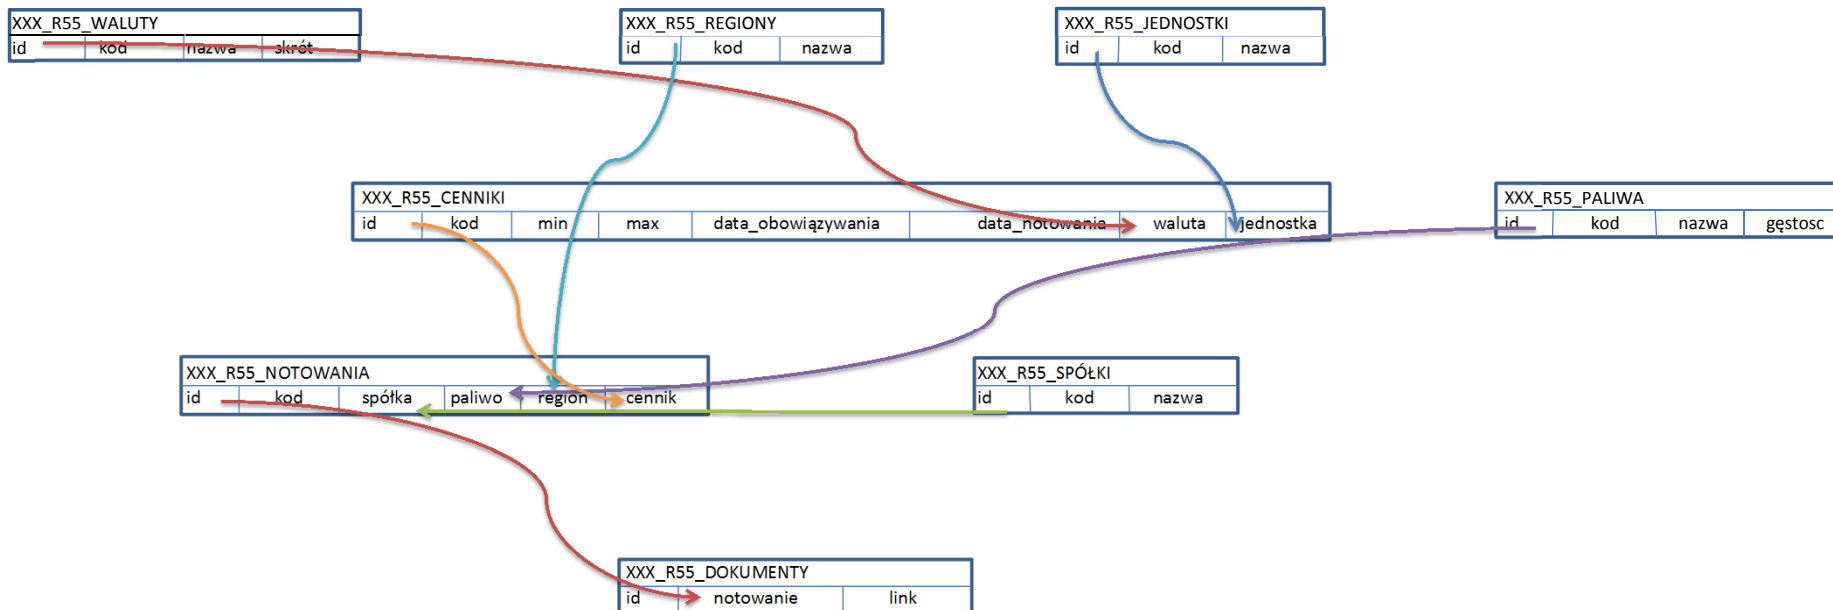 XXX_R55_WALUTY
id kod nazwa skrót
XXX_R55_REGIONY
id kod nazwa
XXX_R55_JEDNOSTKI
id kod nazwa
XXX_R55_CENNIKI
id kod min max data_obowiązywania data_notowania waluta jednostka
XXX_R55_PALIWA
id kod nazwa gęstosc
XXX_R55_NOTOWANIA
id kod spółka paliwo region cennik
XXX_R55_SPÓŁKI
id kod nazwa
XXX_R55_DOKUMENTY
id notowanie link